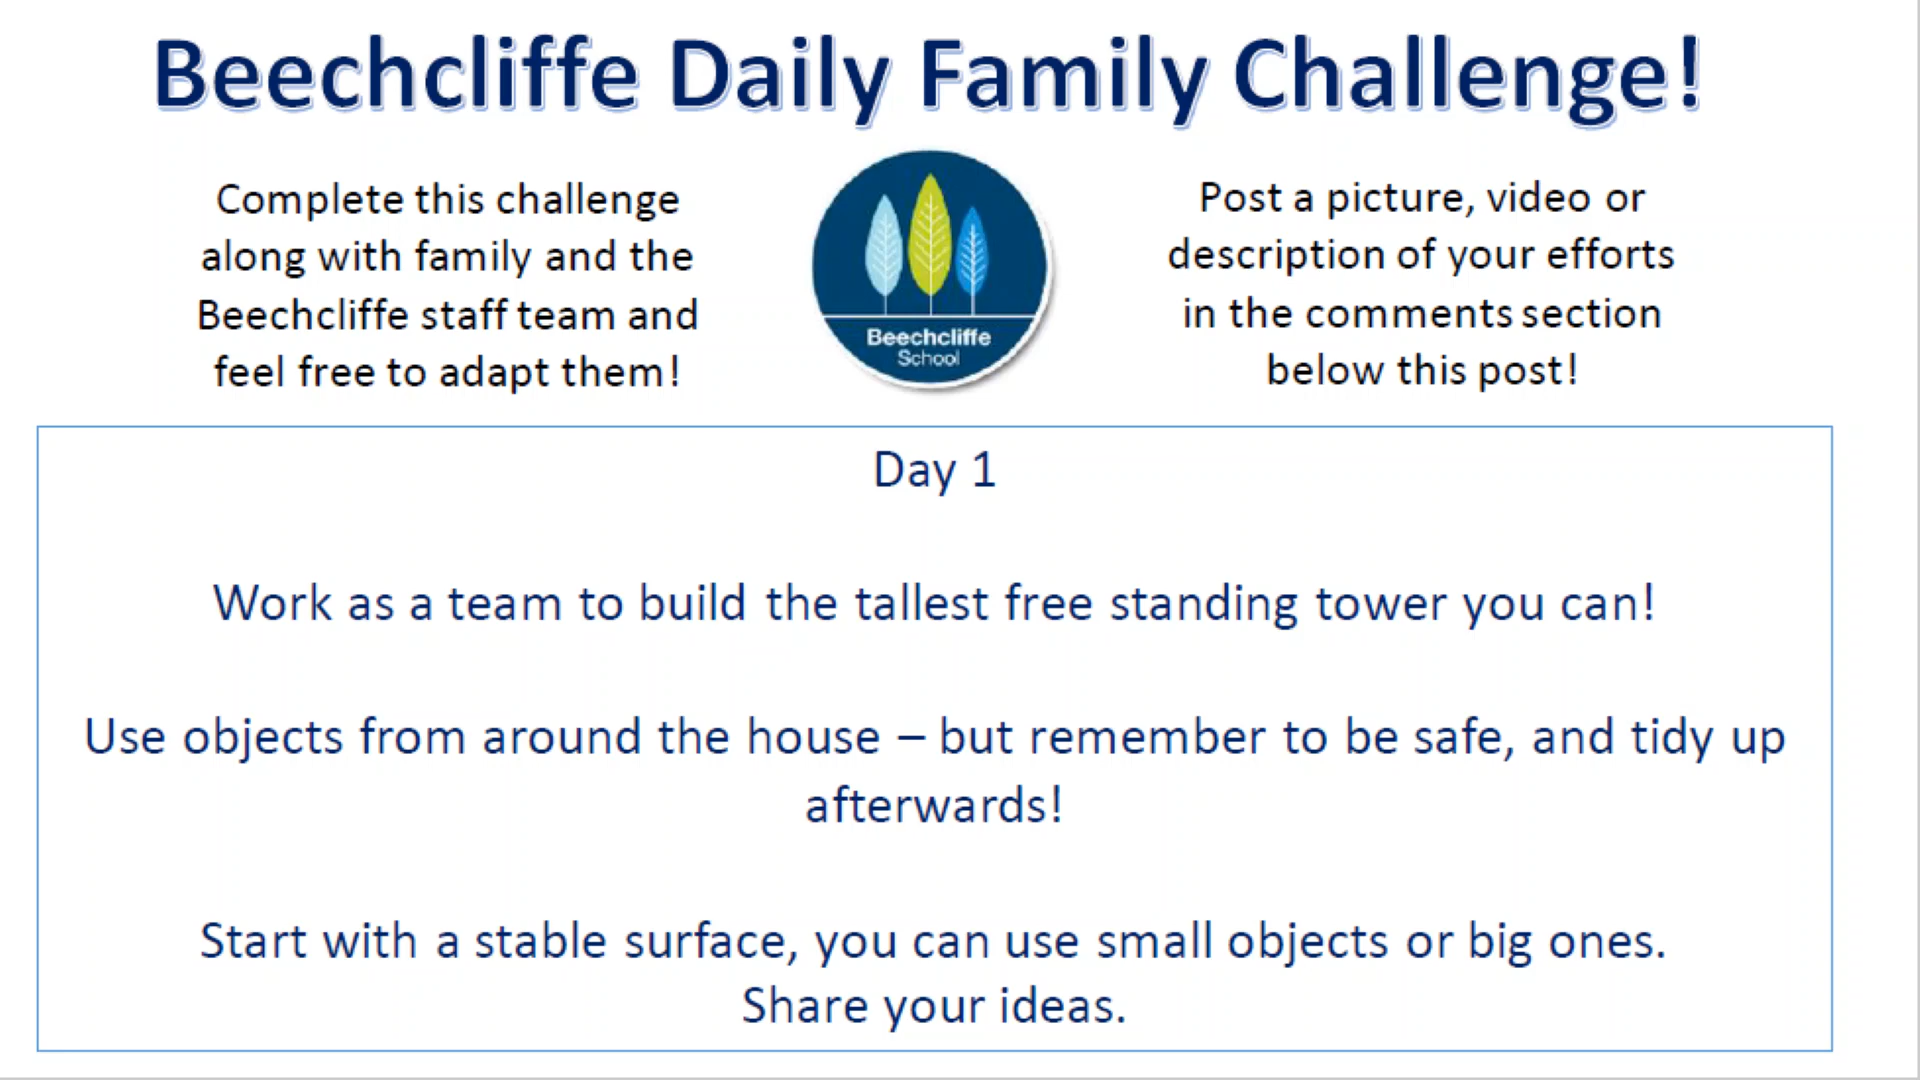 Beechcliffe Daily Family Challenge!
Complete this challenge
along with family and the
Beechcliffe staff team and
feel free to adapt them!
Beechcliffe
School
Post a picture, video or
description of your efforts
in the comments section
below this post!
Day 1
Work as a team to build the tallest free standing tower you can!
Use objects from around the house – but remember to be safe, and tidy up
afterwards!
Start with a stable surface, you can use small objects or big ones.
Share your ideas.